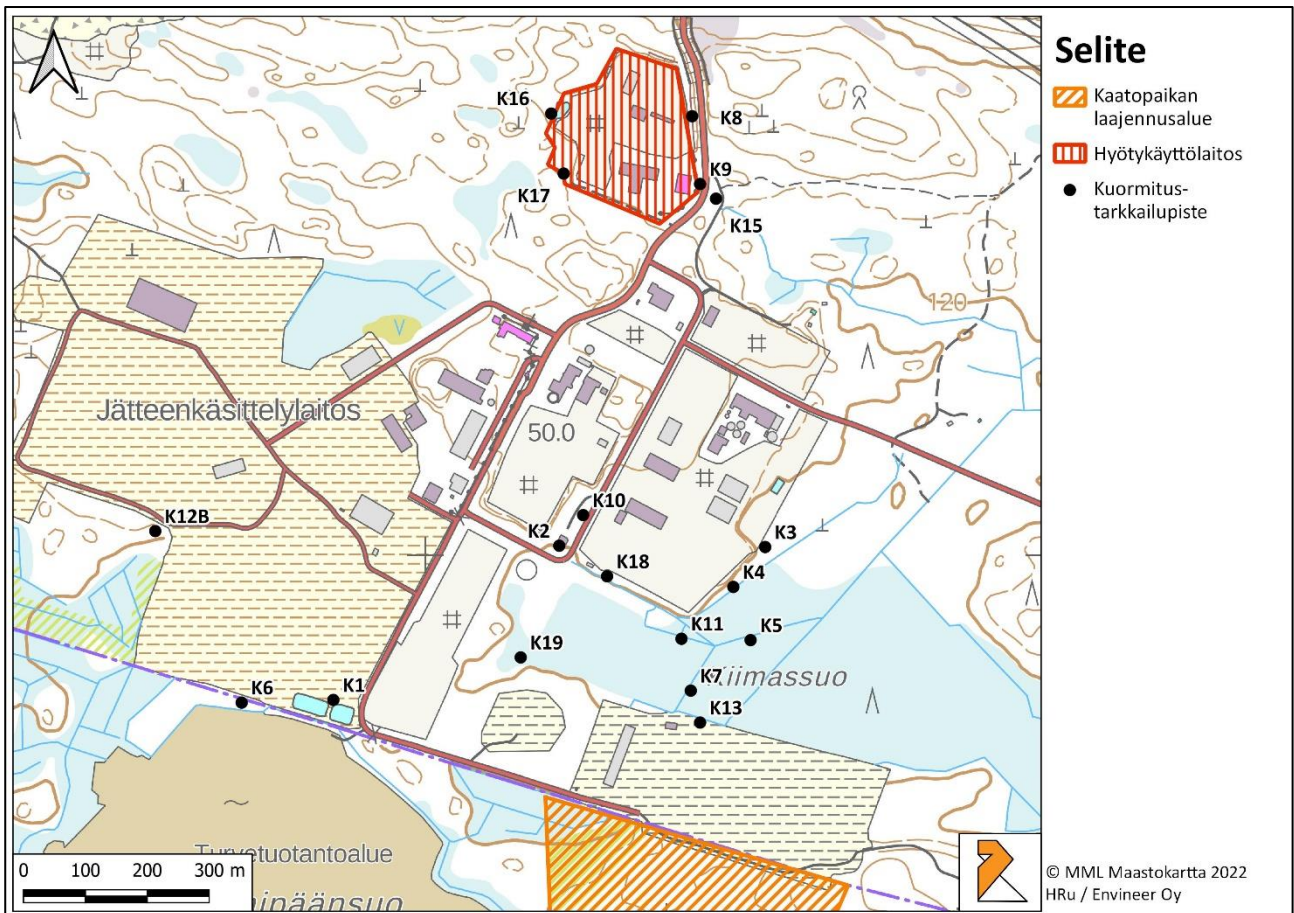 Selite
Kaatopaikan
laajennusalue
Hyötykäyttölaitos
Kuormitus-
tarkkailupiste
K16
K8
K17
K9
K15
120
V
Jätteenkäsittelylaitos
50.0
K10
K12B
K2
K3
K18
K4
K11
K5
K19
K7
Kiimassuo
K6
K1
K13
0 100 200 300 m
Turvetuotantoalue
© MML Maastokartta 2022
HRu / Envineer Oy